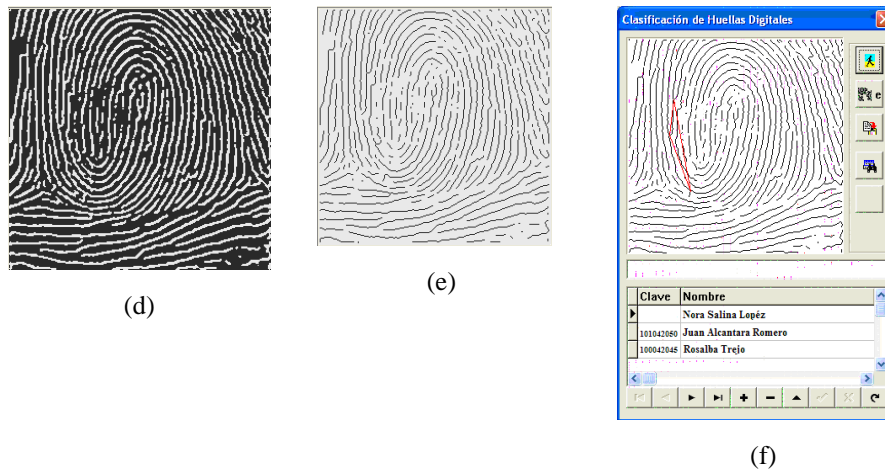 Clasificación de Huellas Digitales
e
Clave Nombre
Nora Salina Lopéz
101042050 Juan Alcantara Romero
100042045 Rosalba Trejo
(d)
(e)
(f)